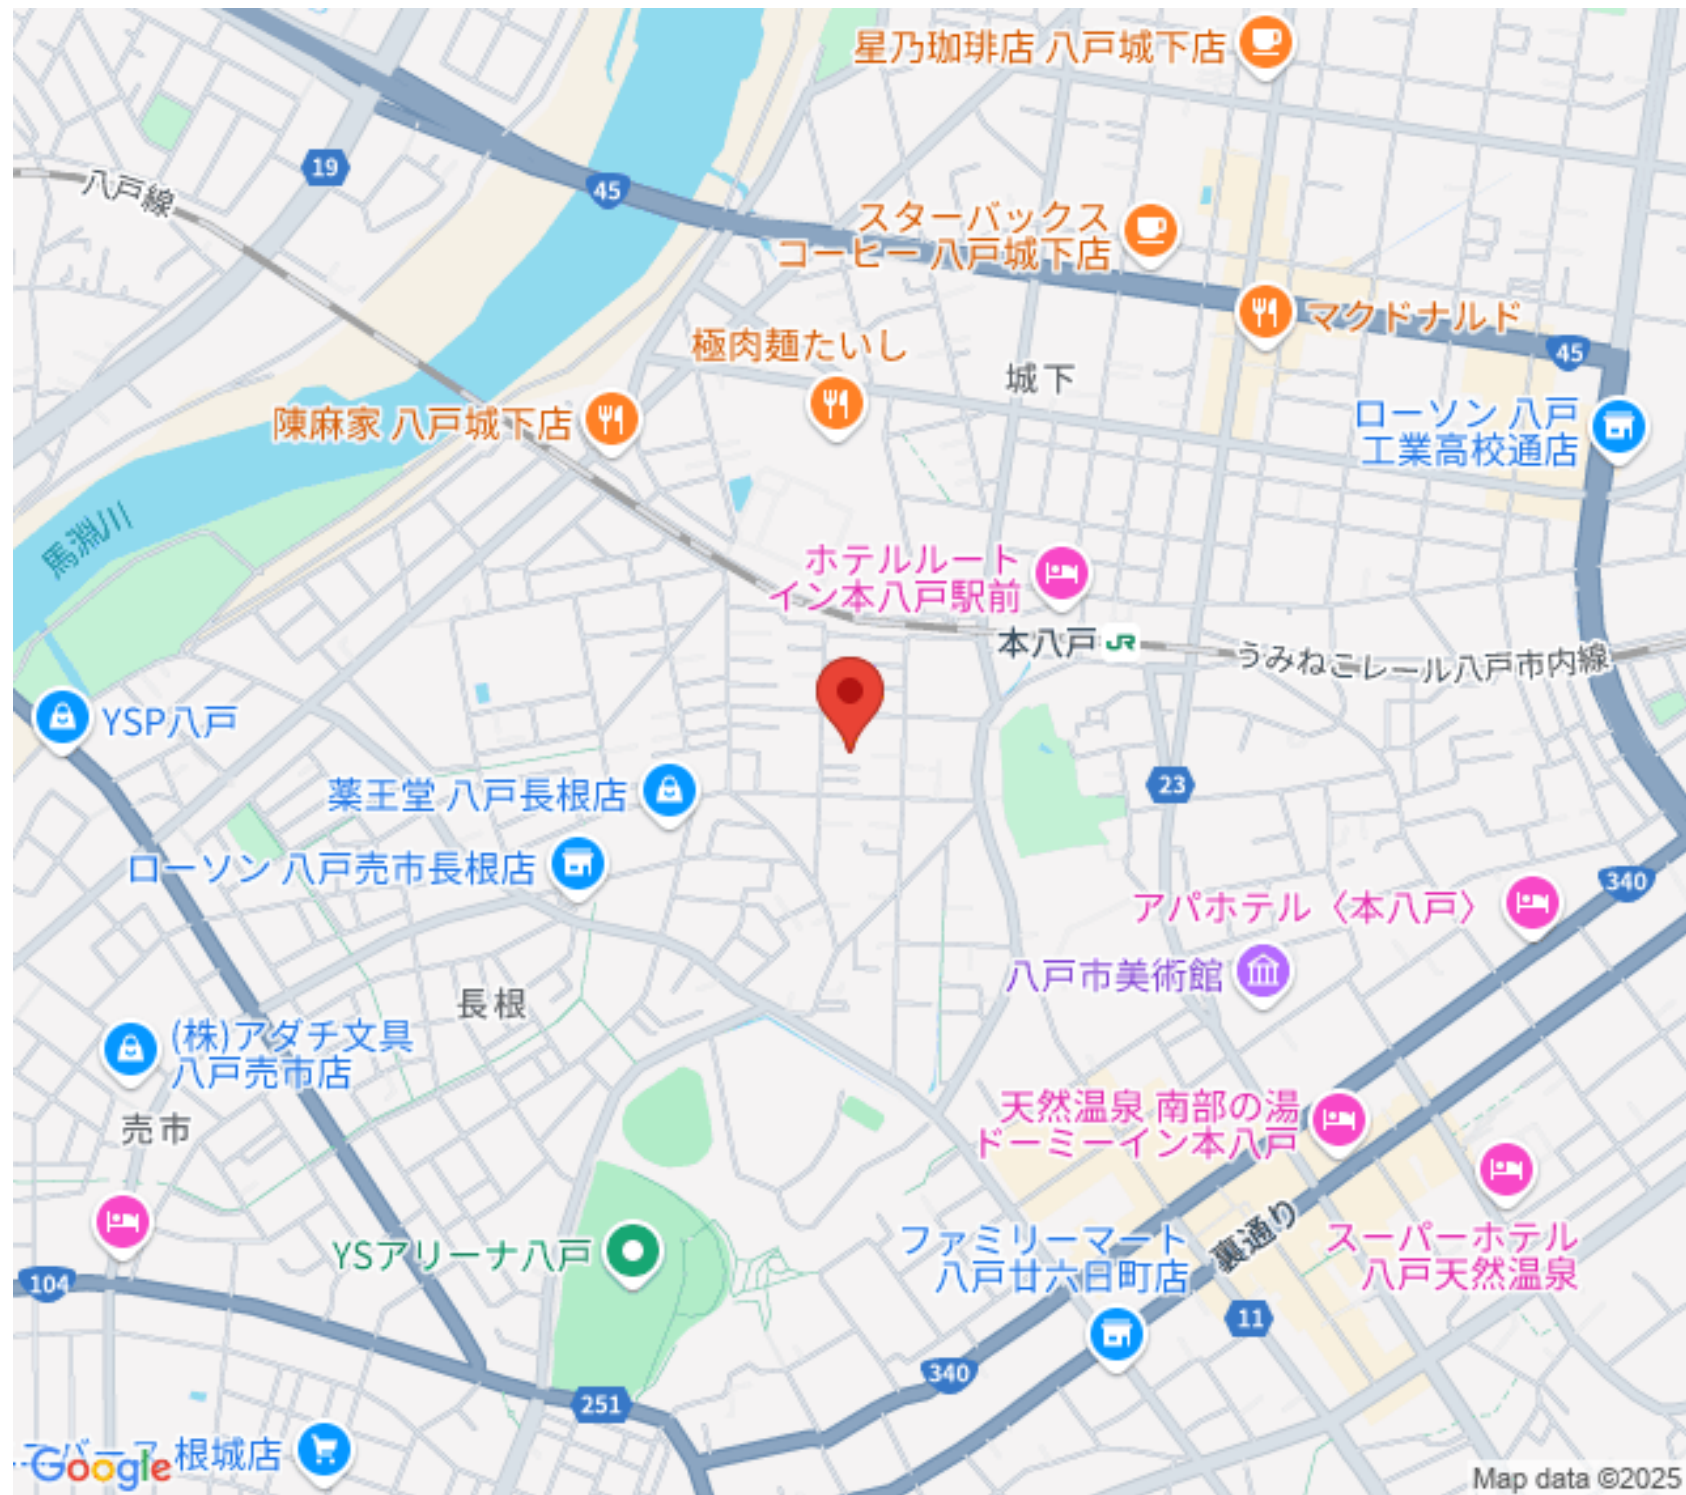 星乃珈琲店 八戸城下店
19
45
八戸線
スターバックス
コーヒー 八戸城下店
マクドナルド
極肉麺たいし
45
城下
陳麻家 八戸城下店
ローソン 八戸
工業高校通店
馬淵川
ホテルルート
イン本八戸駅前
本八戸 JR
うみねこレール八戸市内線
YSP八戸
薬王堂 八戸長根店
23
ローソン 八戸売市長根店
340
アパホテル〈本八戸〉
八戸市美術館
長根
(株)アダチ文具
八戸売市店
売市
天然温泉 南部の湯
ドーミーイン本八戸
裏通り
YSアリーナ八戸
ファミリーマート
八戸廿六日町店
スーパーホテル
八戸天然温泉
104
11
340
251
根城店
Google
Map data ©2025